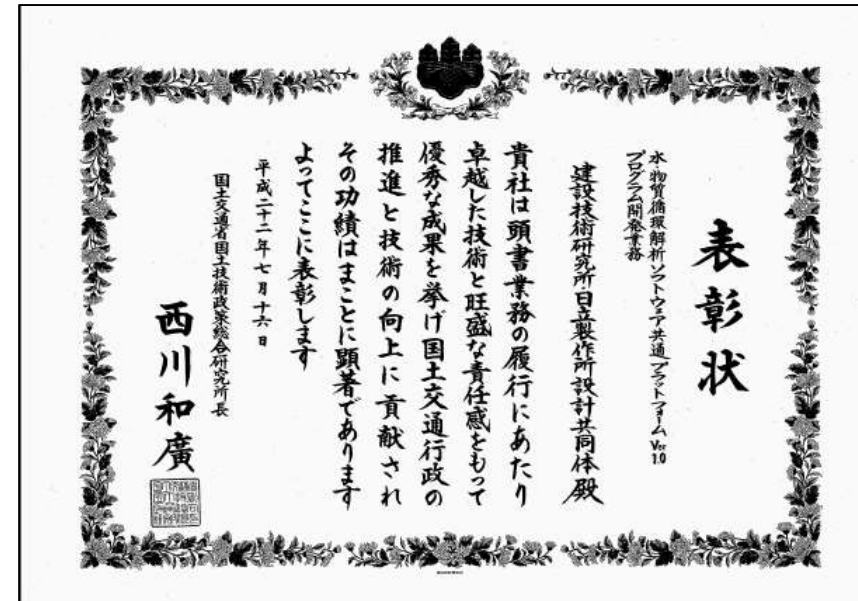 表彰状
水・物質循環解析ソフトウェア共通プラットフォーム Ver1.0
プログラム開発業務
建設技術研究所・日立製作所設計共同体 殿
貴社は頭書業務の履行にあたり
卓越した技術と旺盛な責任感をもって
優秀な成果を挙げ国土交通行政の
推進と技術の向上に貢献され
その功績はまことに顕著であります
よってここに表彰します
平成二十二年七月十六日
国土交通省国土技術政策総合研究所長
西川和廣